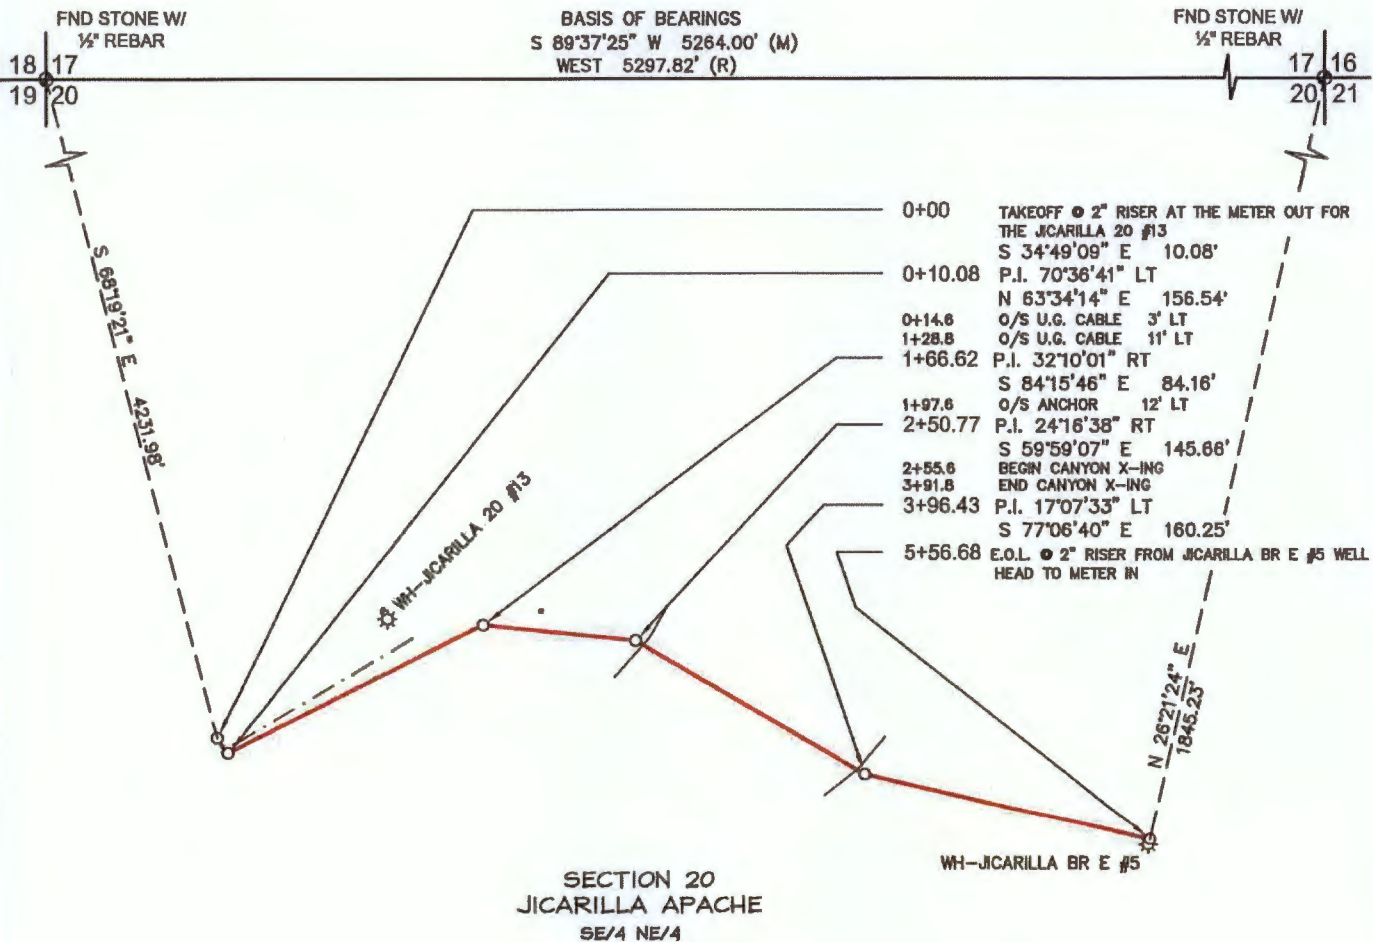 FND STONE W/
½" REBAR
BASIS OF BEARINGS
S 89°37'25" W 5264.00' (M)
WEST 5297.82' (R)
FND STONE W/
½" REBAR
18 17
19 20
17 16
20 21
0+00 TAKEOFF @ 2" RISER AT THE METER OUT FOR
THE JICARILLA 20 #13
S 34°49'09" E 10.08'
0+10.08 P.I. 70°36'41" LT
N 63°34'14" E 156.54'
0+14.6 O/S U.G. CABLE 3' LT
1+28.8 O/S U.G. CABLE 11' LT
1+66.62 P.I. 32°10'01" RT
S 84°15'46" E 84.16'
1+97.6 O/S ANCHOR 12' LT
2+50.77 P.I. 24°16'38" RT
S 59°59'07" E 145.66'
2+55.6 BEGIN CANYON X-ING
3+91.8 END CANYON X-ING
3+96.43 P.I. 17°07'33" LT
S 77°06'40" E 160.25'
5+56.68 E.O.L. @ 2" RISER FROM JICARILLA BR E #5 WELL
HEAD TO METER IN
S 68°19'21" E 4231.98'
WH-JICARILLA 20 #13
N 26°21'24" E
1845.23'
WH-JICARILLA BR E #5
SECTION 20
JICARILLA APACHE
SE/4 NE/4